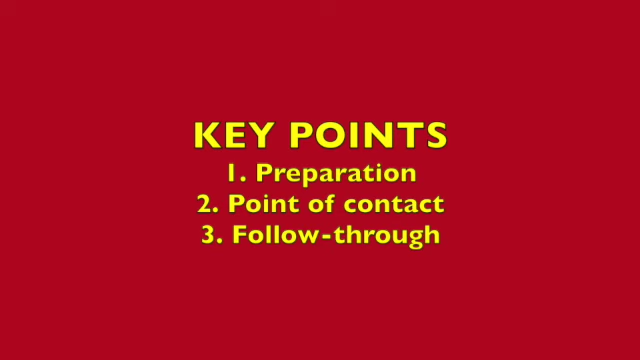 KEY POINTS
1. Preparation
2. Point of contact
3. Follow-through